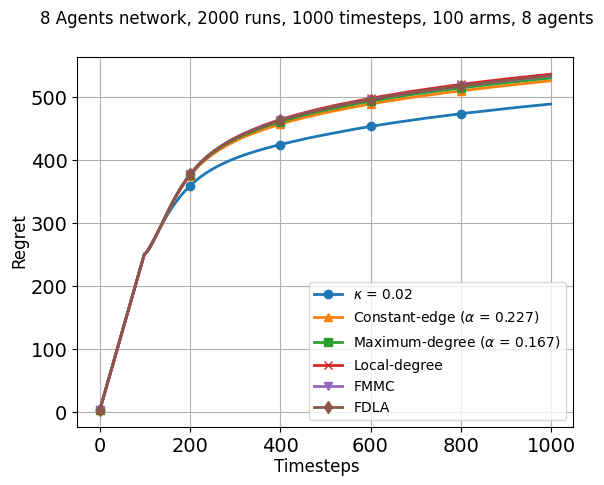 8 Agents network, 2000 runs, 1000 timesteps, 100 arms, 8 agents
500
400
300
200
100
0
Regret
0 200 400 600 800 1000
Timesteps
κ = 0.02
Constant-edge (α = 0.227)
Maximum-degree (α = 0.167)
Local-degree
FMMC
FDLA